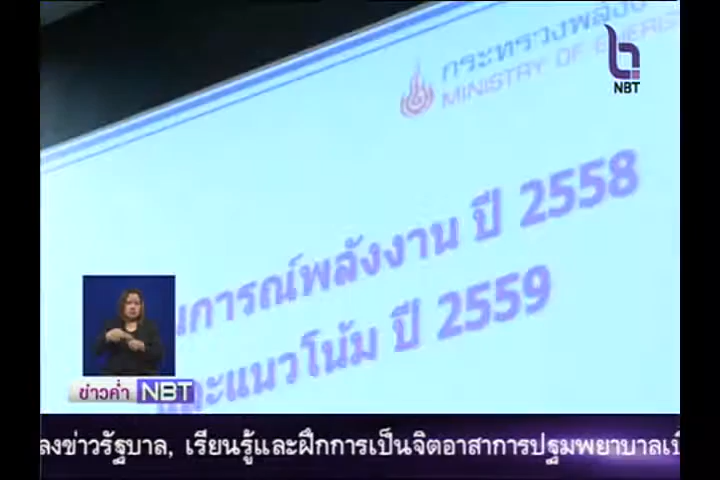 กระทรวงพลังง
MINISTRY OF ENERG
NBT
การณ์พลังงาน ปี 2558
และแนวโน้ม ปี 2559
ข่าวค่ำ NBT
ลงข่าวรัฐบาล, เรียนรู้และฝึกการเป็นจิตอาสาการปฐมพยาบาลเบื